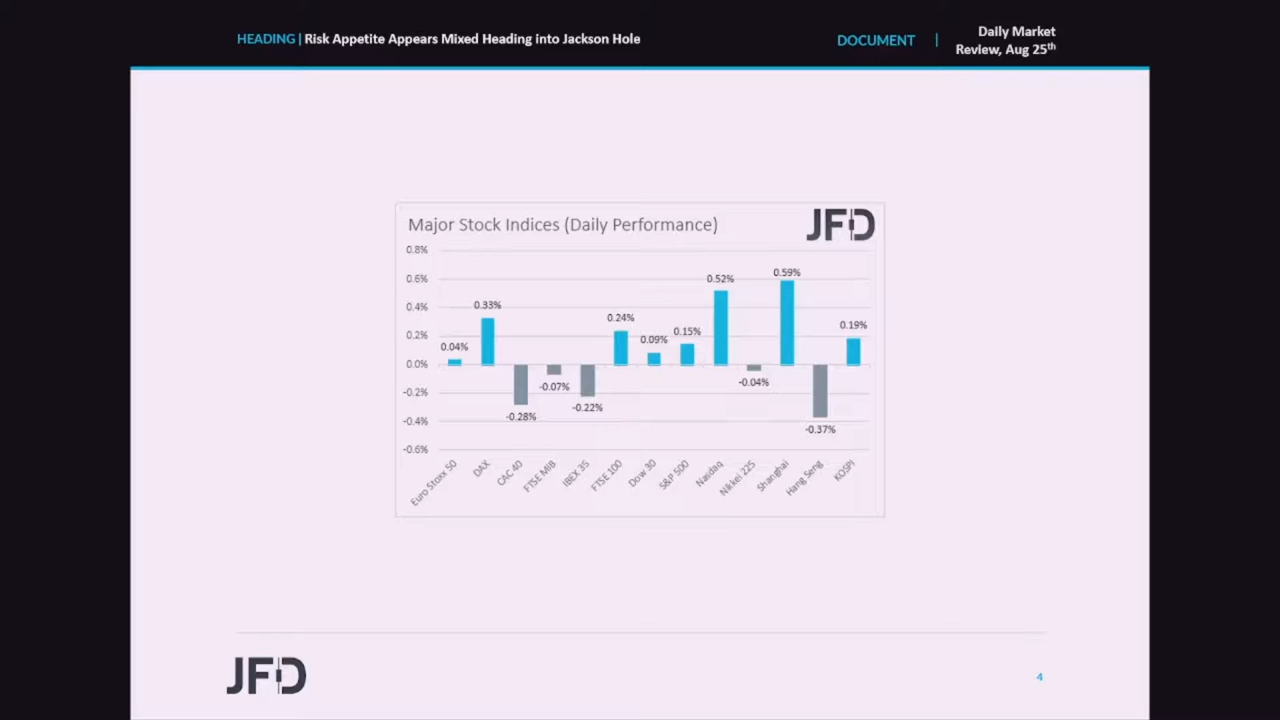 HEADING | Risk Appetite Appears Mixed Heading into Jackson Hole
DOCUMENT |
Daily Market
Review, Aug 25th
Major Stock Indices (Daily Performance)
JFD
0.8%
0.6%
0.4%
0.2%
0.0%
-0.2%
-0.4%
-0.6%
0.04%
0.33%
-0.28%
-0.07%
-0.22%
0.24%
0.09%
0.15%
0.52%
-0.04%
0.59%
-0.37%
0.19%
Euro Stoxx 50
DAX
CAC 40
FTSE MIB
IBEX 35
FTSE 100
Dow 30
S&P 500
Nasdaq
Nikkei 225
Shanghai
Hang Seng
KOSPI
JFD
4